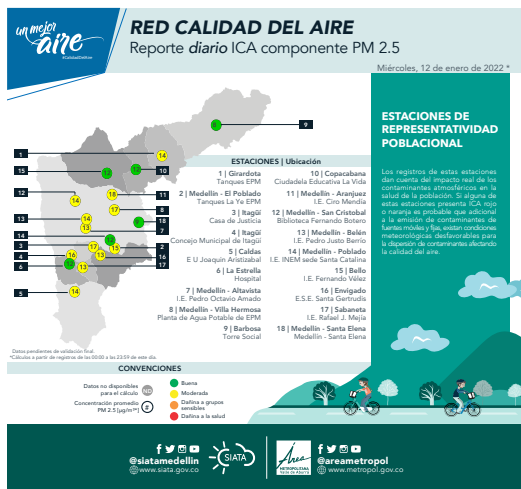 un mejor
aire
#CalidadDelAire
RED CALIDAD DEL AIRE
Reporte diario ICA componente PM 2.5
Miércoles, 12 de enero de 2022 *
ESTACIONES DE
REPRESENTATIVIDAD
POBLACIONAL
Los registros de estas estaciones
dan cuenta del impacto real de los
contaminantes atmosféricos en la
salud de la población. Si alguna de
estas estaciones presenta ICA rojo
o naranja es probable que adicional
a la emisión de contaminantes de
fuentes móviles y fijas, existan condiciones
meteorológicas desfavorables para
la dispersión de contaminantes afectando
la calidad del aire.
8
9
1
14
15
12
12
10
12
14
18
11
17
8
13
14
9
18
13
7
14
12
3
17
15
2
4
16
16
6
12
13
17
5
14
ESTACIONES | Ubicación
1 | Girardota
Tanques EPM
2 | Medellín - El Poblado
Tanques La Ye EPM
3 | Itagüí
Casa de Justicia
4 | Itagüí
Concejo Municipal de Itagüí
5 | Caldas
E U Joaquín Aristizabal
6 | La Estrella
Hospital
7 | Medellín - Altavista
I.E. Pedro Octavio Amado
8 | Medellín - Villa Hermosa
Planta de Agua Potable de EPM
9 | Barbosa
Torre Social
10 | Copacabana
Ciudadela Educativa La Vida
11 | Medellín - Aranjuez
I.E. Ciro Mendía
12 | Medellín - San Cristobal
Biblioteca Fernando Botero
13 | Medellín - Belén
I.E. Pedro Justo Berrío
14 | Medellín - Poblado
I.E. INEM sede Santa Catalina
15 | Bello
I.E. Fernando Vélez
16 | Envigado
E.S.E. Santa Gertrudis
17 | Sabaneta
I.E. Rafael J. Mejía
18 | Medellín - Santa Elena
Medellín - Santa Elena
Datos pendientes de validación final.
*Cálculos a partir de registros de las 00:00 a las 23:59 de este día.
CONVENCIONES
Datos no disponibles
para el cálculo
ND
Concentración promedio
PM 2.5 [µg/m³]
#
Buena
Moderada
Dañina a grupos
sensibles
Dañina a la salud
@siatamedellin
www.siata.gov.co
SIATA
Área
METROPOLITANA
Valle de Aburrá
@areametropol
www.metropol.gov.co